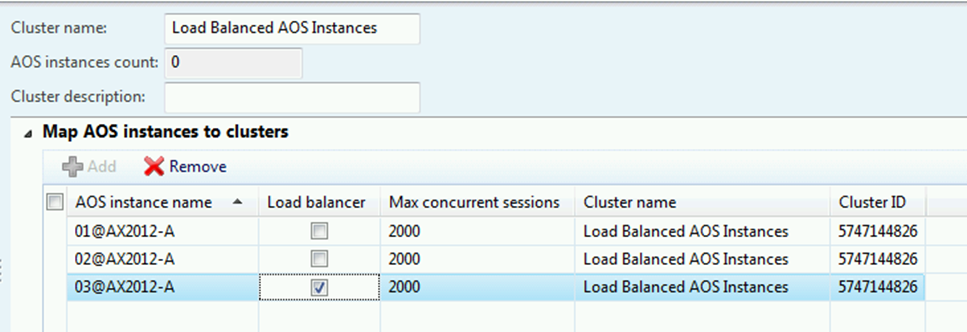 Cluster name: Load Balanced AOS Instances
AOS instances count: 0
Cluster description:
Map AOS instances to clusters
Add Remove
AOS instance name Load balancer Max concurrent sessions Cluster name Cluster ID
01@AX2012-A 2000 Load Balanced AOS Instances 5747144826
02@AX2012-A 2000 Load Balanced AOS Instances 5747144826
03@AX2012-A 2000 Load Balanced AOS Instances 5747144826